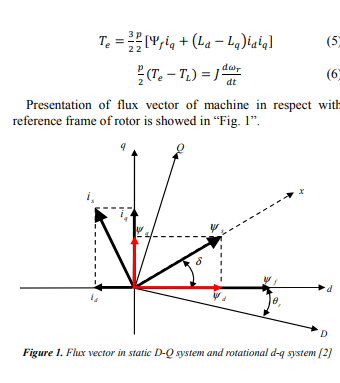 T_e = \frac{3}{2}\frac{p}{2}[Ψ_f i_q + (L_d − L_q)i_d i_q] (5)
\frac{p}{2}(T_e − T_L) = J\frac{dω_r}{dt} (6)
Presentation of flux vector of machine in respect with
reference frame of rotor is showed in “Fig. 1”.
q
Q
x
i_s
i_q
ψ_q
ψ_s
δ
i_d
ψ_d
ψ_f
d
θ_r
D
Figure 1. Flux vector in static D-Q system and rotational d-q system [2]